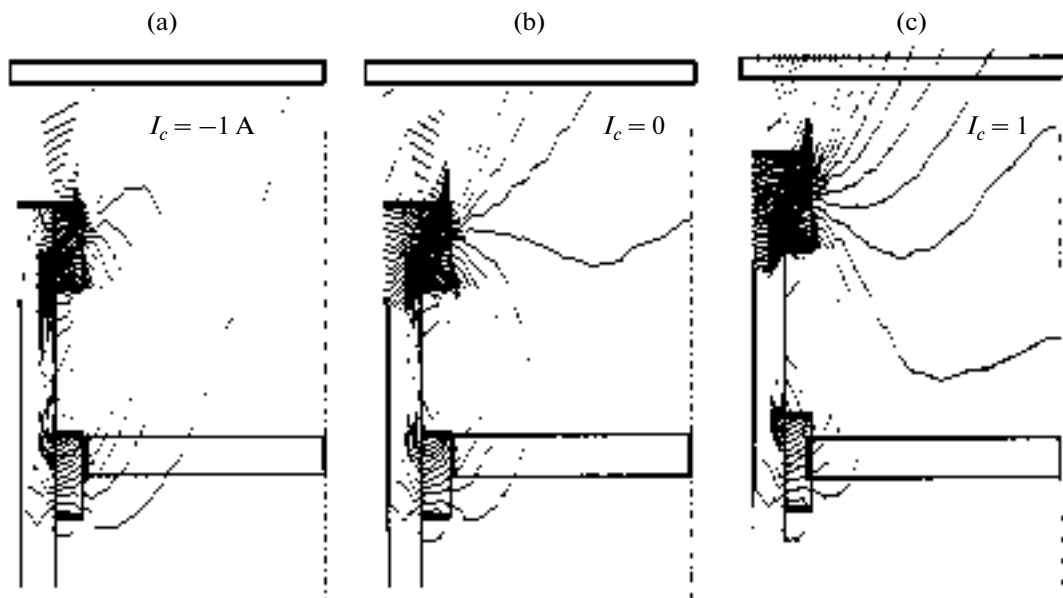 (a)
(b)
(c)
I_c = −1 A
I_c = 0
I_c = 1